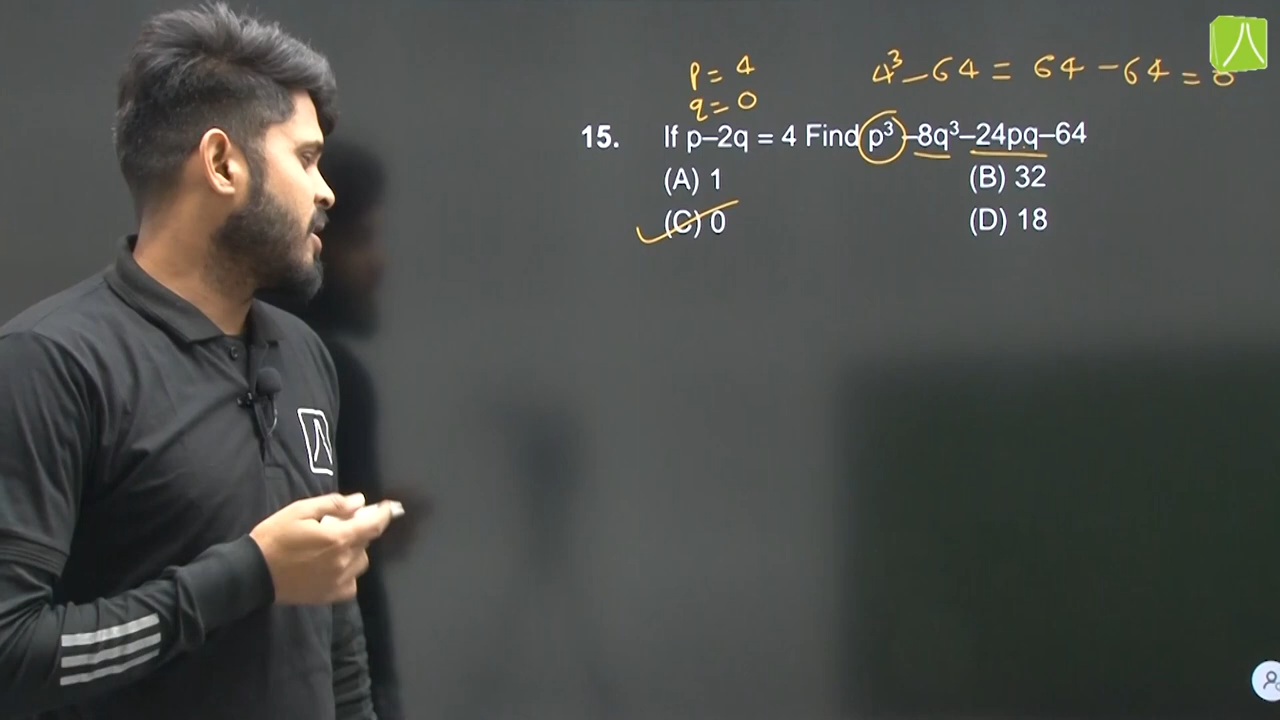 p = 4
q = 0
4³ – 64 = 64 – 64 = 0
15. If p–2q = 4 Find p³–8q³–24pq–64
(A) 1 (B) 32
(C) 0 (D) 18